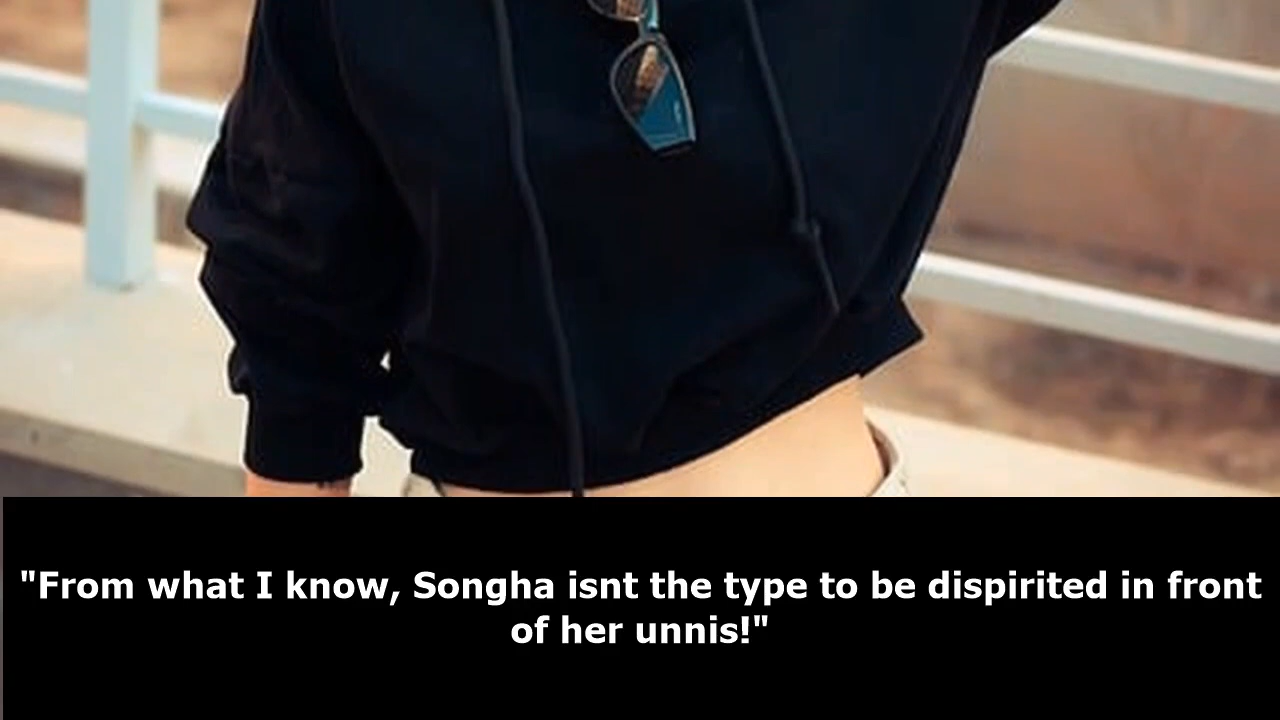 "From what I know, Songha isnt the type to be dispirited in front
of her unnis!"